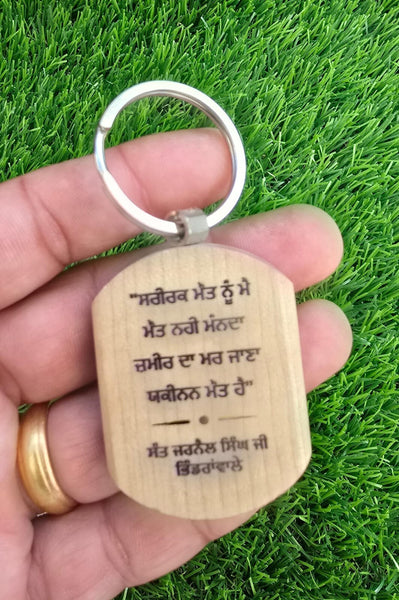 "ਸਰੀਰਕ ਮੌਤ ਨੂੰ ਮੈ
ਮੌਤ ਨਹੀ ਮੰਨਦਾ
ਜ਼ਮੀਰ ਦਾ ਮਰ ਜਾਣਾ
ਯਕੀਨਨ ਮੌਤ ਹੈ"
ਸੰਤ ਜਰਨੈਲ ਸਿੰਘ ਜੀ
ਭਿੰਡਰਾਂਵਾਲੇ